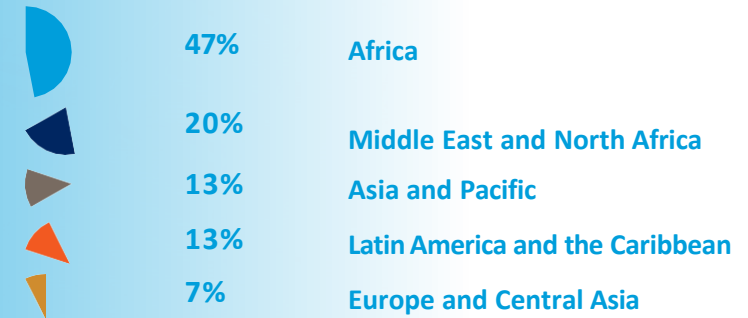 47% Africa
20% Middle East and North Africa
13% Asia and Pacific
13% Latin America and the Caribbean
7% Europe and Central Asia